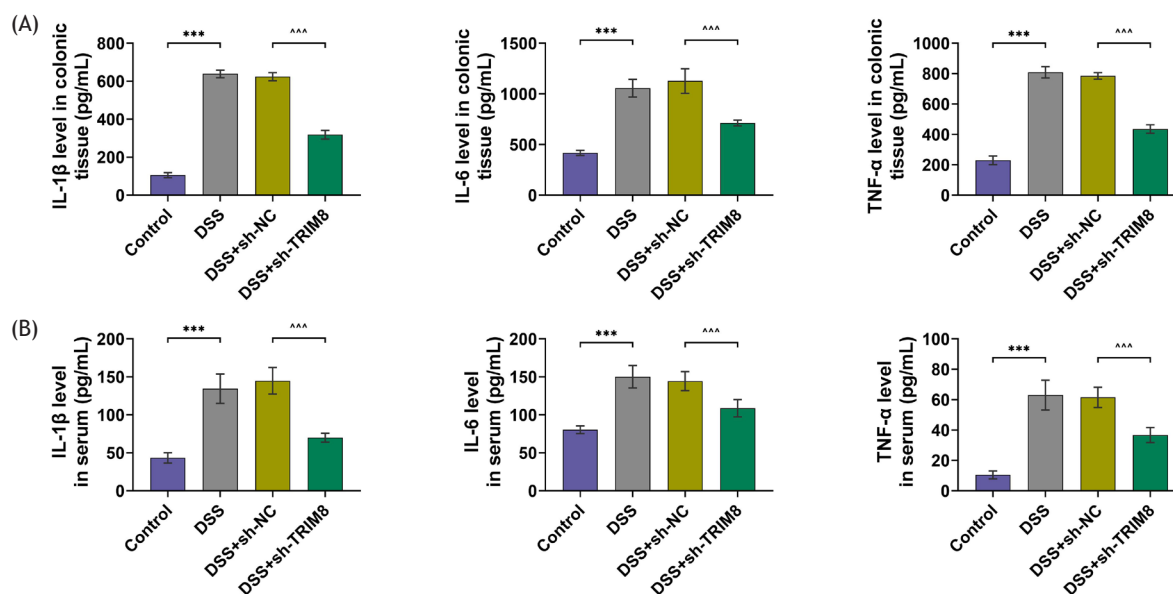 (A)
IL-1β level in colonic
tissue (pg/mL)
800
600
400
200
0
***
^^^
Control
DSS
DSS+sh-NC
DSS+sh-TRIM8
IL-6 level in colonic
tissue (pg/mL)
1500
1000
500
0
***
^^^
Control
DSS
DSS+sh-NC
DSS+sh-TRIM8
TNF-α level in colonic
tissue (pg/mL)
1000
800
600
400
200
0
***
^^^
Control
DSS
DSS+sh-NC
DSS+sh-TRIM8
(B)
IL-1β level
in serum (pg/mL)
200
150
100
50
0
***
^^^
Control
DSS
DSS+sh-NC
DSS+sh-TRIM8
IL-6 level
in serum (pg/mL)
200
150
100
50
0
***
^^^
Control
DSS
DSS+sh-NC
DSS+sh-TRIM8
TNF-α level
in serum (pg/mL)
100
80
60
40
20
0
***
^^^
Control
DSS
DSS+sh-NC
DSS+sh-TRIM8